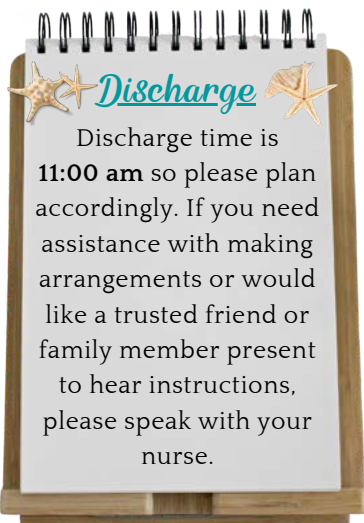 Discharge
Discharge time is
11:00 am so please plan
accordingly. If you need
assistance with making
arrangements or would
like a trusted friend or
family member present
to hear instructions,
please speak with your
nurse.